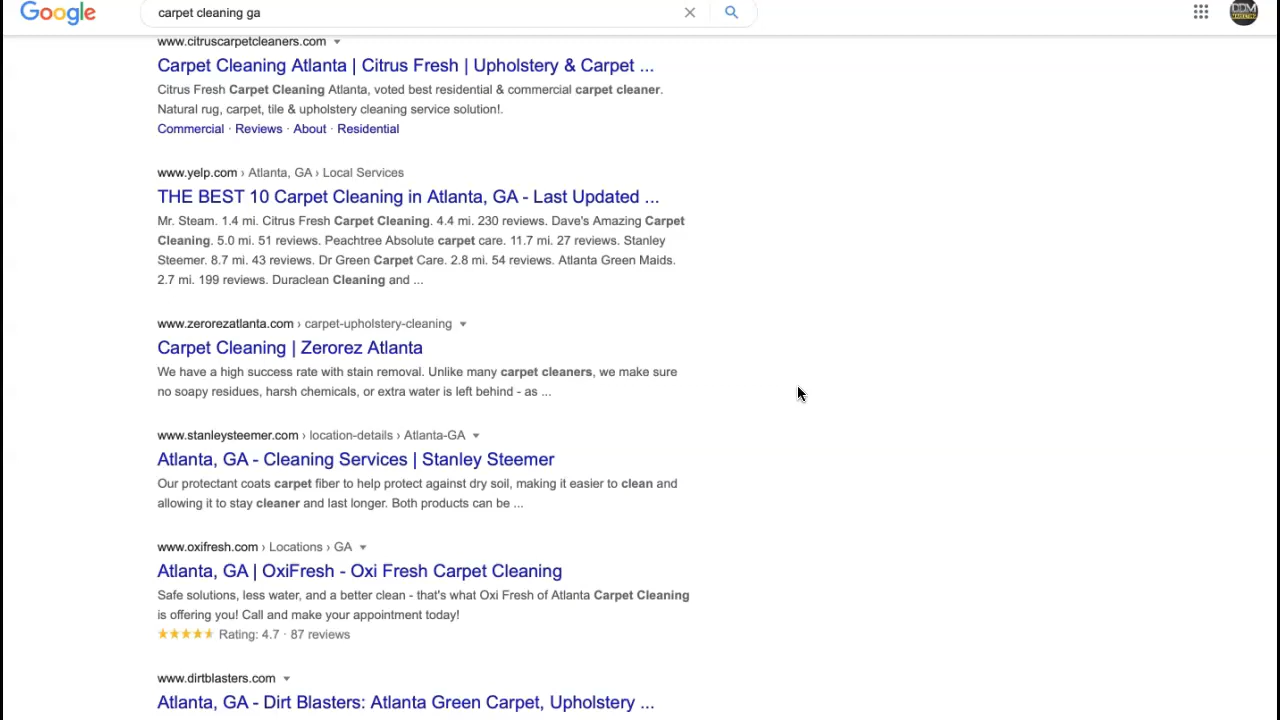 Google
carpet cleaning ga
DDM
MARKETING
www.citruscarpetcleaners.com
Carpet Cleaning Atlanta | Citrus Fresh | Upholstery & Carpet ...
Citrus Fresh Carpet Cleaning Atlanta, voted best residential & commercial carpet cleaner.
Natural rug, carpet, tile & upholstery cleaning service solution!.
Commercial · Reviews · About · Residential
www.yelp.com › Atlanta, GA › Local Services
THE BEST 10 Carpet Cleaning in Atlanta, GA - Last Updated ...
Mr. Steam. 1.4 mi. Citrus Fresh Carpet Cleaning. 4.4 mi. 230 reviews. Dave's Amazing Carpet
Cleaning. 5.0 mi. 51 reviews. Peachtree Absolute carpet care. 11.7 mi. 27 reviews. Stanley
Steemer. 8.7 mi. 43 reviews. Dr Green Carpet Care. 2.8 mi. 54 reviews. Atlanta Green Maids.
2.7 mi. 199 reviews. Duraclean Cleaning and ...
www.zerorezatlanta.com › carpet-upholstery-cleaning
Carpet Cleaning | Zerorez Atlanta
We have a high success rate with stain removal. Unlike many carpet cleaners, we make sure
no soapy residues, harsh chemicals, or extra water is left behind - as ...
www.stanleysteemer.com › location-details › Atlanta-GA
Atlanta, GA - Cleaning Services | Stanley Steemer
Our protectant coats carpet fiber to help protect against dry soil, making it easier to clean and
allowing it to stay cleaner and last longer. Both products can be ...
www.oxifresh.com › Locations › GA
Atlanta, GA | OxiFresh - Oxi Fresh Carpet Cleaning
Safe solutions, less water, and a better clean - that's what Oxi Fresh of Atlanta Carpet Cleaning
is offering you! Call and make your appointment today!
Rating: 4.7 · 87 reviews
www.dirtblasters.com
Atlanta, GA - Dirt Blasters: Atlanta Green Carpet, Upholstery ...